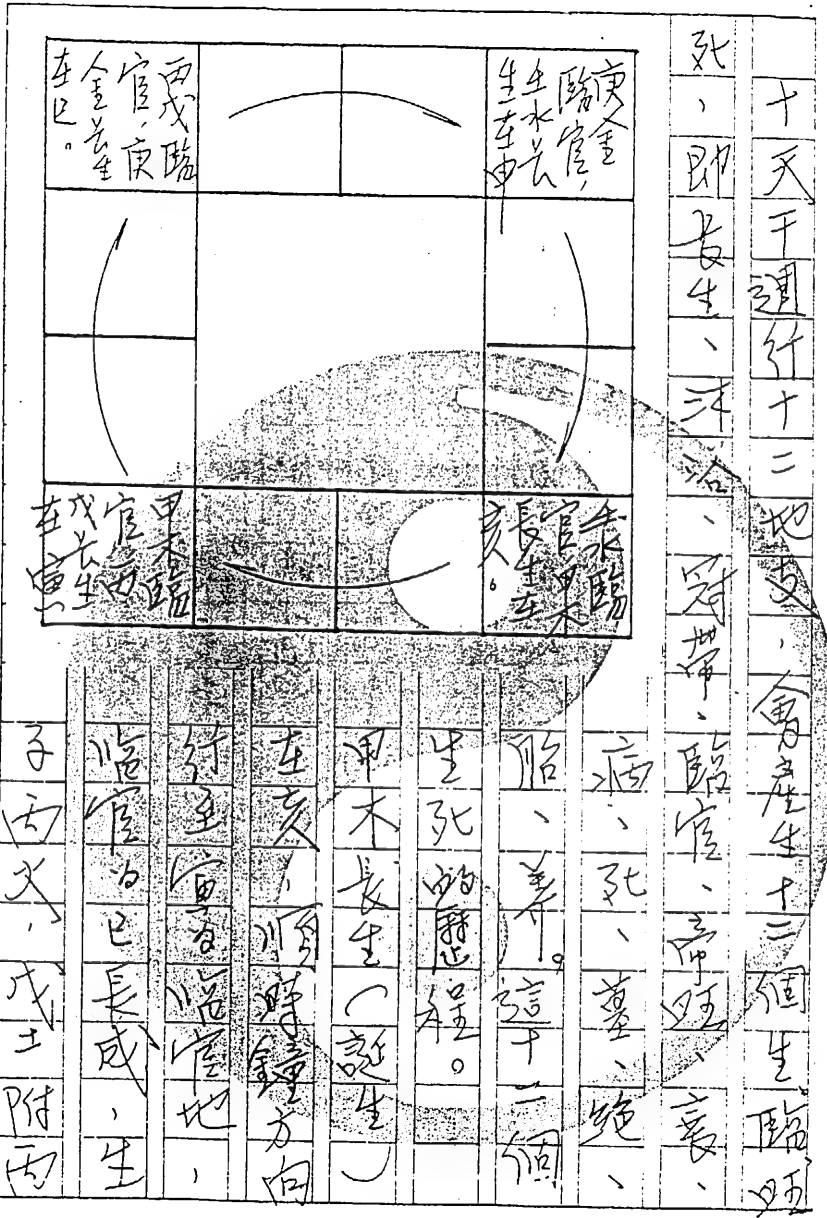 十天干週行十二地支，會產生十二個生、臨、旺、
死，即長生、沐浴、冠帶、臨官、帝旺、衰、
病、死、墓、絕、
胎、養。這十二個
生死的歷程。
甲木長生（誕生）
在亥，順時鐘方向
行至寅為臨官地，
臨官為已長成，生
子丙火，戊土附丙
庚金
臨官，
壬水長
生在申
丙戊臨
官，庚
金長生
在巳。
壬水臨
官甲木
長生在
亥。
甲木臨
官丙
戊長生
在寅